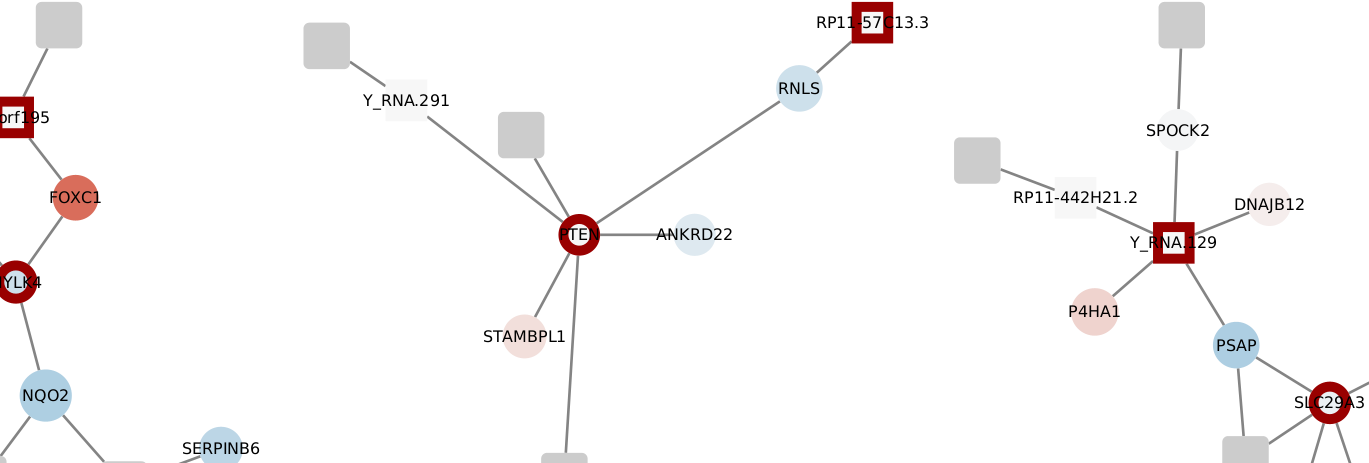 RP11-57C13.3
RNLS
Y_RNA.291
orf195
SPOCK2
FOXC1
RP11-442H21.2
DNAJB12
PTEN
ANKRD22
Y_RNA.129
MYLK4
P4HA1
STAMBPL1
PSAP
NQO2
SLC29A3
SERPINB6